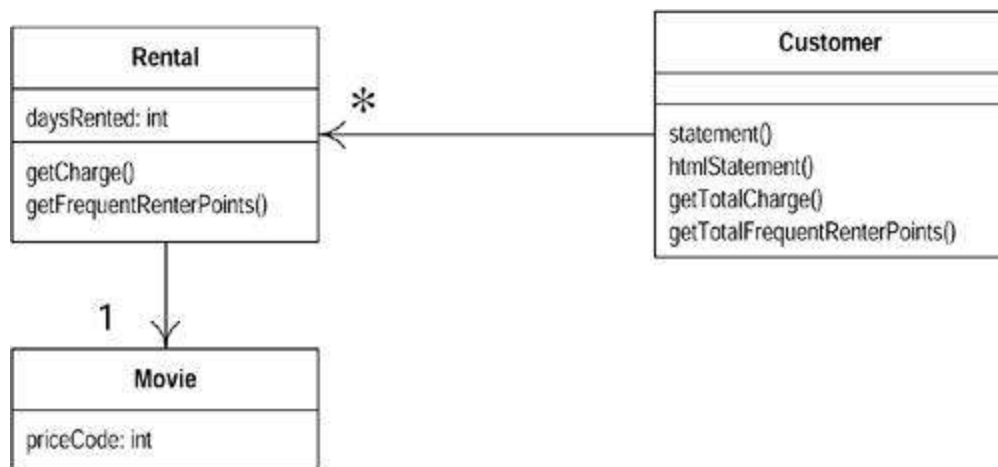 Rental
daysRented: int
getCharge()
getFrequentRenterPoints()
*
Customer
statement()
htmlStatement()
getTotalCharge()
getTotalFrequentRenterPoints()
1
Movie
priceCode: int